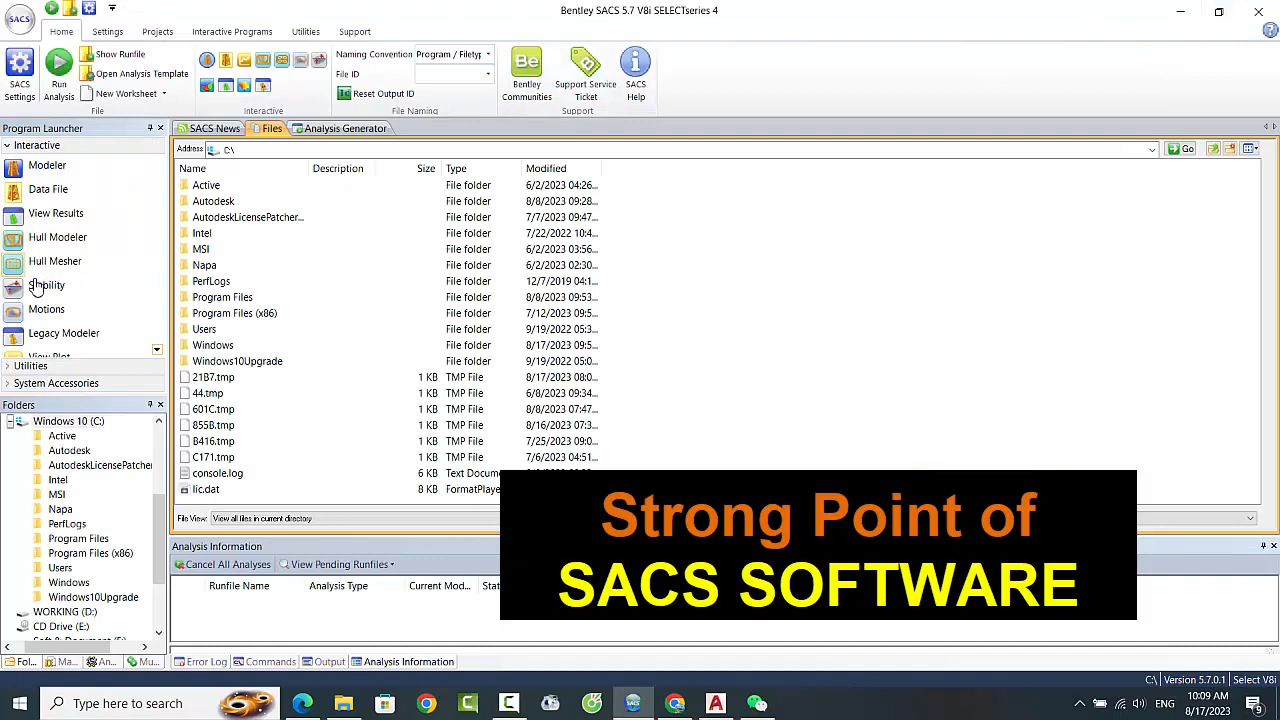 Bentley SACS 5.7 V8i SELECTseries 4
SACS
Home Settings Projects Interactive Programs Utilities Support
SACS Settings
Run Analysis
Show Runfile
Open Analysis Template
New Worksheet
File
Interactive
Naming Convention Program / Filetyp
File ID
Reset Output ID
File Naming
Be
Bentley Communities
Support Service Ticket
SACS Help
Support
Program Launcher
Interactive
Modeler
Data File
View Results
Hull Modeler
Hull Mesher
Motions
Legacy Modeler
View Plot
Utilities
System Accessories
Folders
Windows 10 (C:)
Active
Autodesk
AutodeskLicensePatcher
Intel
MSI
Napa
PerfLogs
Program Files
Program Files (x86)
Users
Windows
Windows10Upgrade
WORKING (D:)
CD Drive (E:)
Fol... Ma... An... Mu...
SACS News Files Analysis Generator
Address C:\ Go
Name Description Size Type Modified
Active File folder 6/2/2023 04:26...
Autodesk File folder 8/8/2023 09:28...
AutodeskLicensePatcher... File folder 7/7/2023 09:47...
Intel File folder 7/22/2022 10:4...
MSI File folder 6/2/2023 03:56...
Napa File folder 6/2/2023 02:30...
PerfLogs File folder 12/7/2019 04:1...
Program Files File folder 8/8/2023 09:53...
Program Files (x86) File folder 7/12/2023 09:5...
Users File folder 9/19/2022 05:3...
Windows File folder 8/17/2023 09:5...
Windows10Upgrade File folder 9/19/2022 05:0...
21B7.tmp 1 KB TMP File 8/17/2023 08:0...
44.tmp 1 KB TMP File 6/8/2023 09:34...
601C.tmp 1 KB TMP File 8/8/2023 07:47...
855B.tmp 1 KB TMP File 8/16/2023 07:3...
B416.tmp 1 KB TMP File 7/25/2023 09:0...
C171.tmp 1 KB TMP File 7/6/2023 04:51...
console.log 6 KB Text Docume
lic.dat 8 KB FormatPlaye
File View: View all files in current directory
Strong Point of
SACS SOFTWARE
Analysis Information
Cancel All Analyses View Pending Runfiles
Runfile Name Analysis Type Current Mod... Stat
Error Log Commands Output Analysis Information
C:\ Version 5.7.0.1 Select V8i
Type here to search
ENG
10:09 AM
8/17/2023